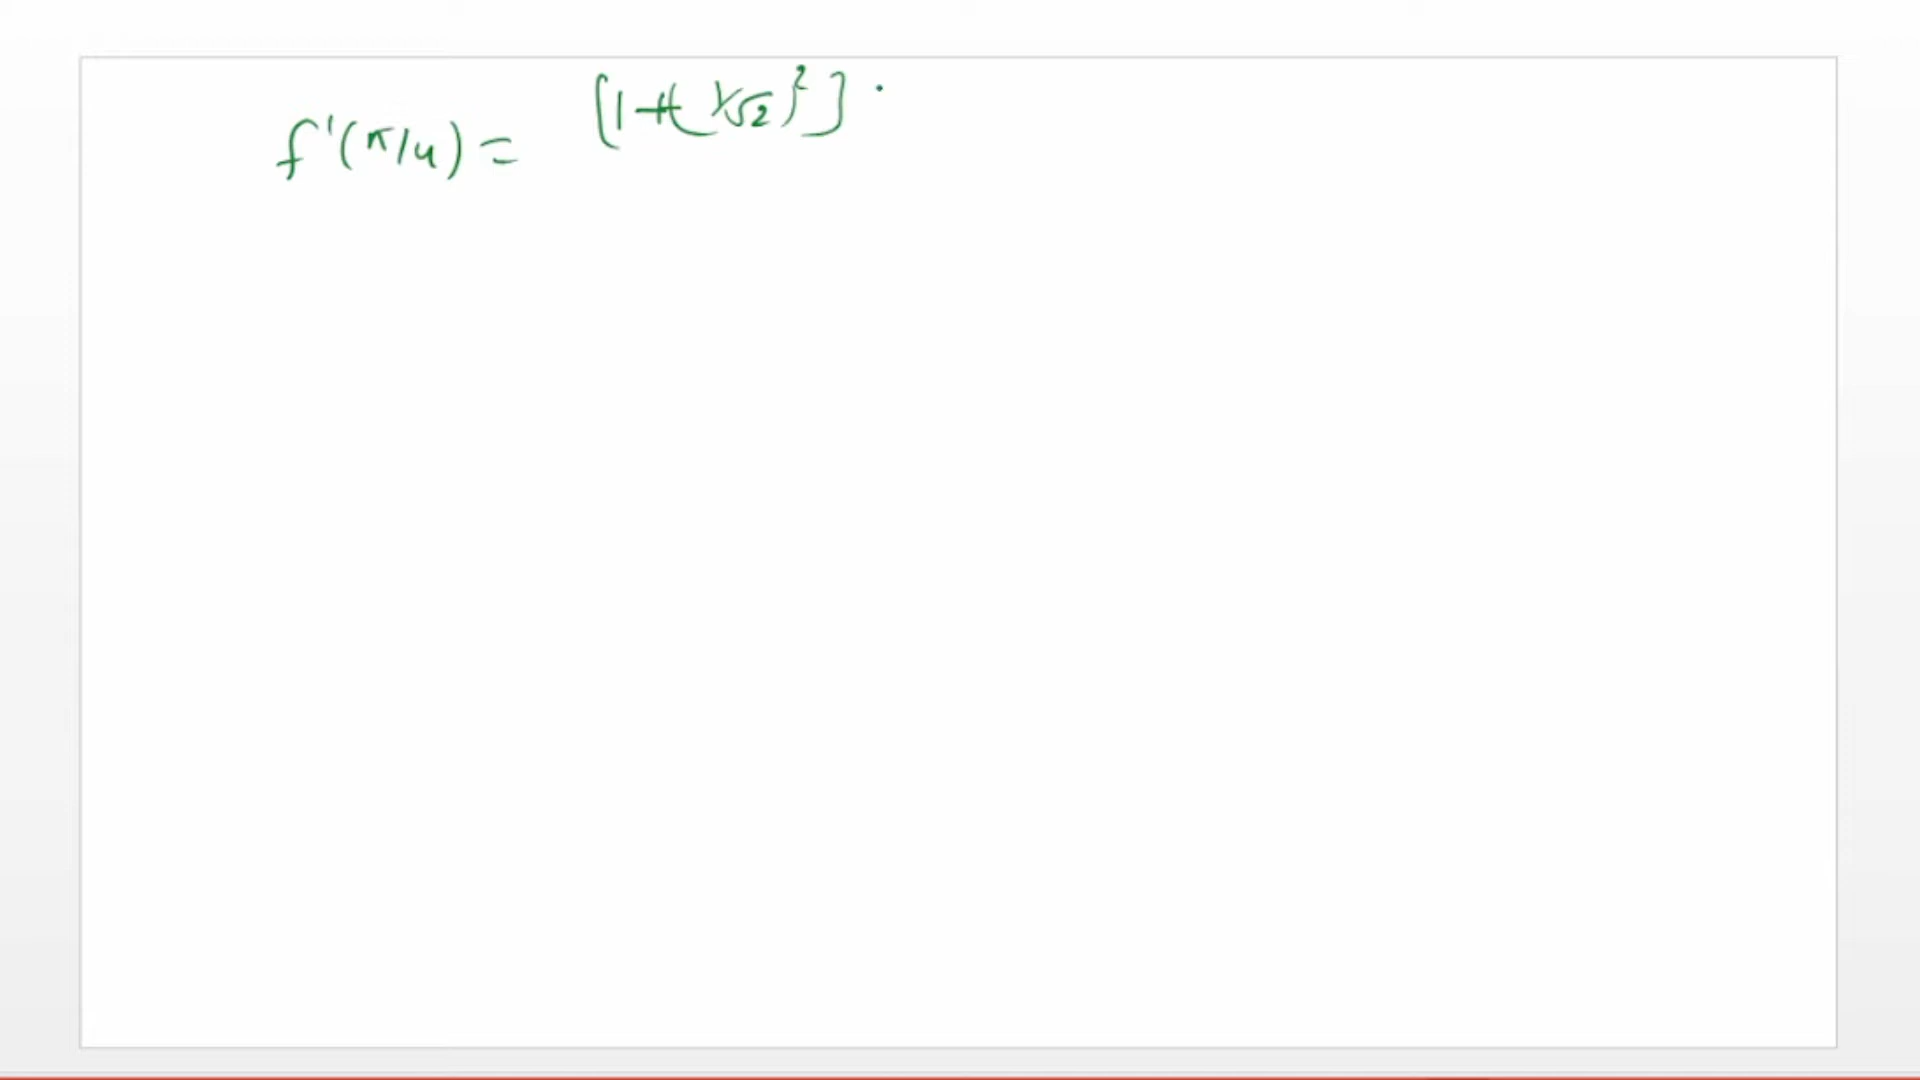 f'(π/4) = [1+(1/√2)²] ·